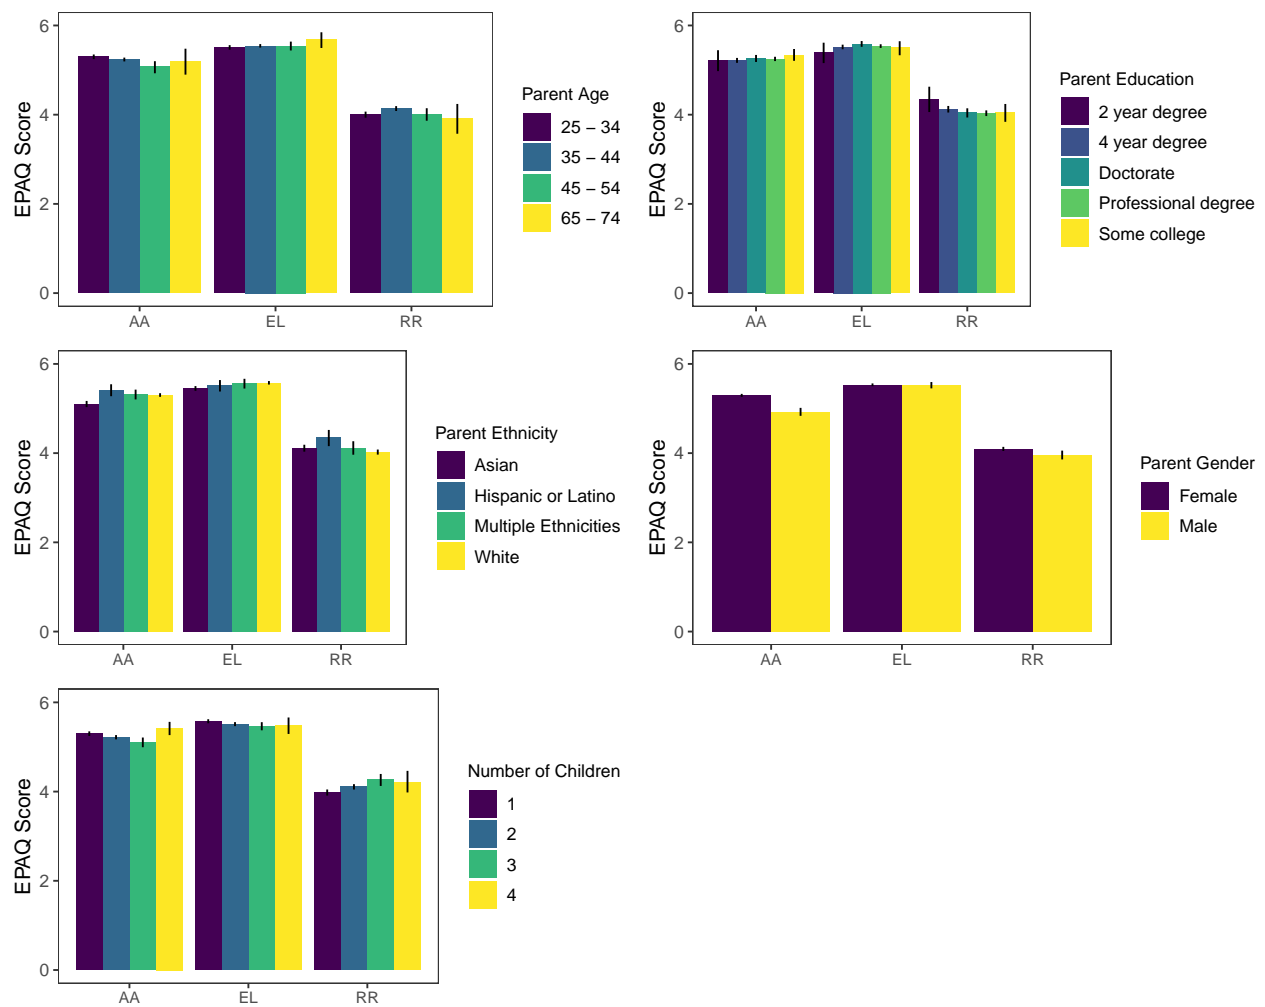 EPAQ Score
6
4
2
0
AA
EL
RR
Parent Age
25 – 34
35 – 44
45 – 54
65 – 74
EPAQ Score
6
4
2
0
AA
EL
RR
Parent Education
2 year degree
4 year degree
Doctorate
Professional degree
Some college
EPAQ Score
6
4
2
0
AA
EL
RR
Parent Ethnicity
Asian
Hispanic or Latino
Multiple Ethnicities
White
EPAQ Score
6
4
2
0
AA
EL
RR
Parent Gender
Female
Male
EPAQ Score
6
4
2
0
AA
EL
RR
Number of Children
1
2
3
4